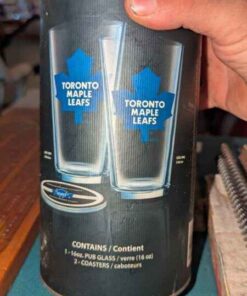 TORONTO
MAPLE
LEAFS
TORONTO
MAPLE
LEAFS
CONTAINS / Contient
1 - 16oz. PUB GLASS / verre (16 oz)
2 - COASTERS / caboteurs